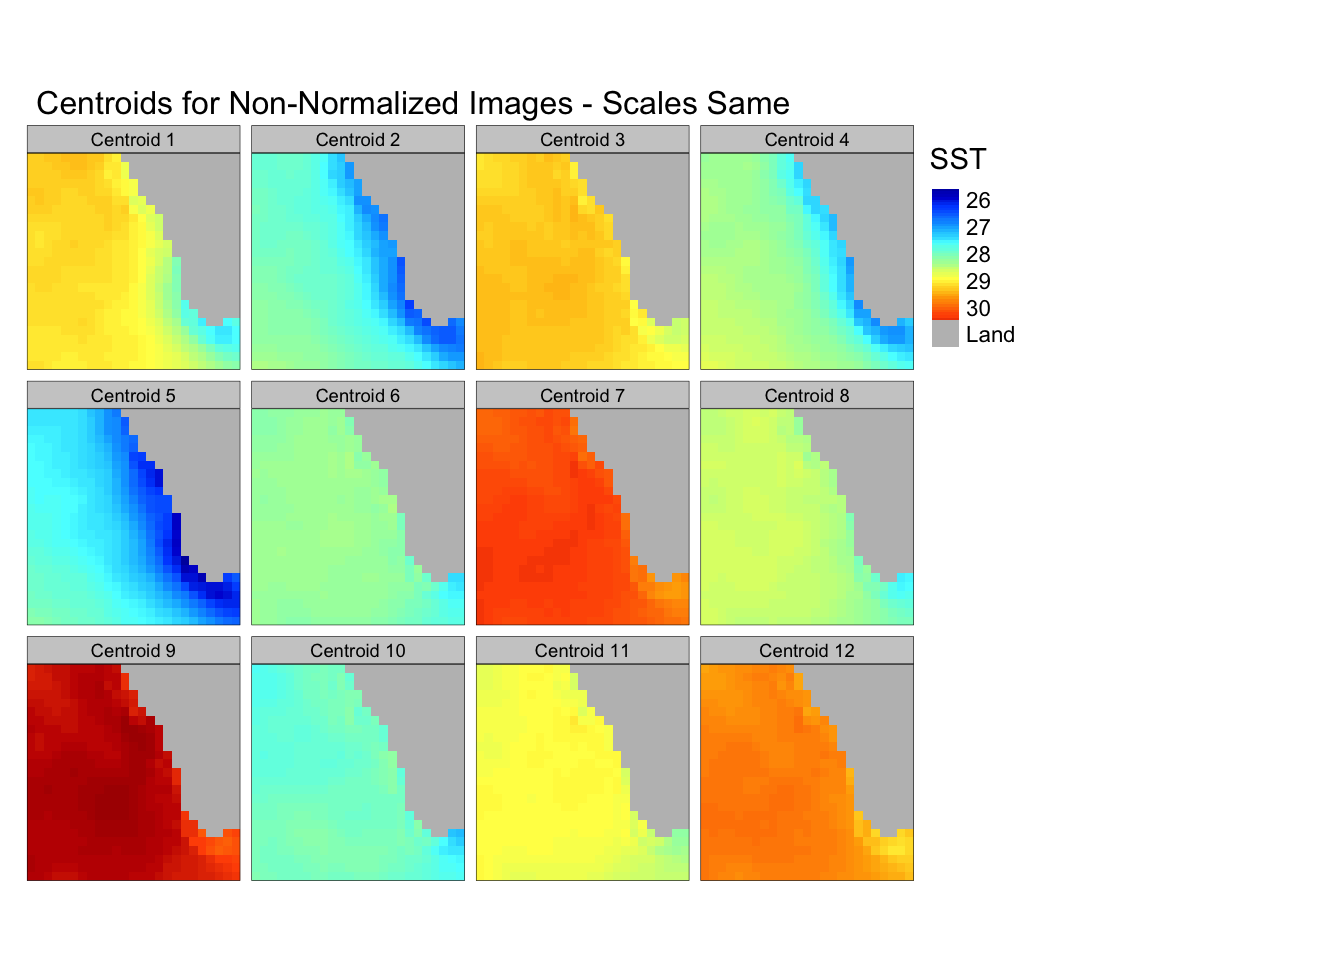 Centroids for Non-Normalized Images - Scales Same
Centroid 1
Centroid 2
Centroid 3
Centroid 4
SST
26
27
28
29
30
Land
Centroid 5
Centroid 6
Centroid 7
Centroid 8
Centroid 9
Centroid 10
Centroid 11
Centroid 12